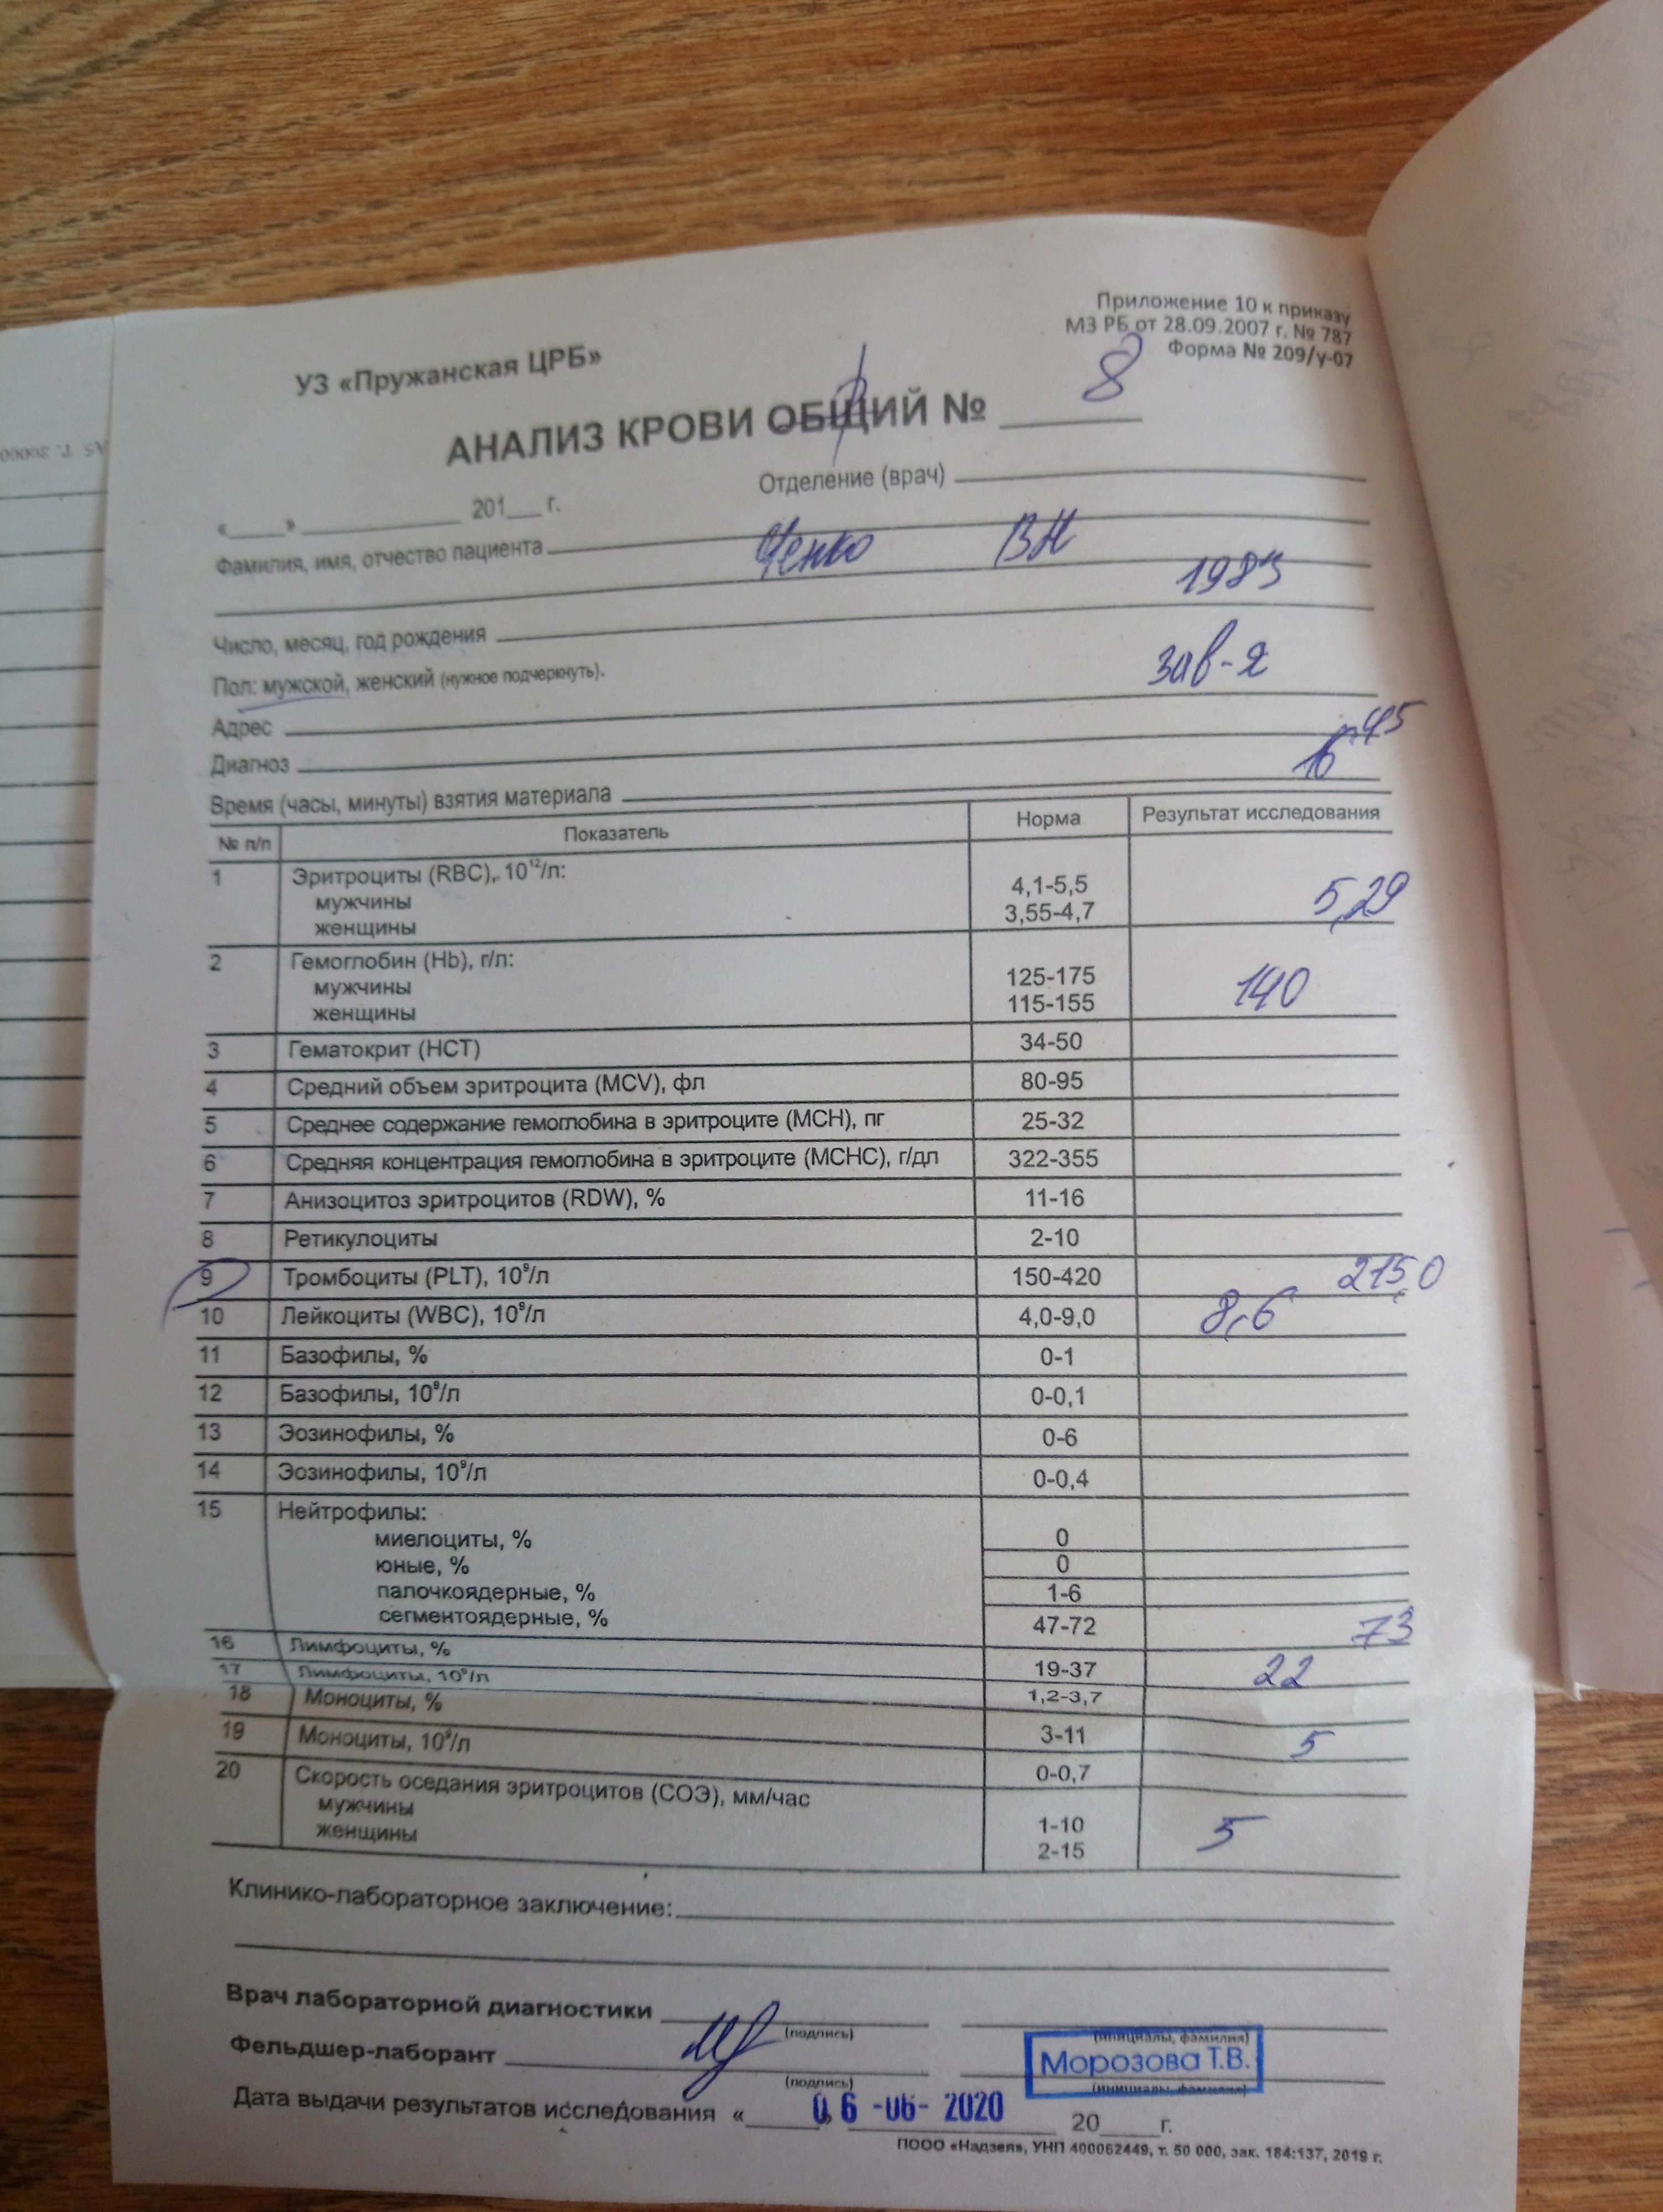 Приложение 10 к приказу
МЗ РБ от 28.09.2007 г. № 787
Форма № 209/у-07
УЗ «Пружанская ЦРБ»
АНАЛИЗ КРОВИ ОБЩИЙ № 8
Отделение (врач)
«____» ____________ 201___ г.
Фамилия, имя, отчество пациента ВН
1983
Число, месяц, год рождения
Пол: мужской, женский (нужное подчеркнуть).
зав-я
Адрес
Диагноз
Время (часы, минуты) взятия материала 16 45
№ п/п Показатель Норма Результат исследования
1 Эритроциты (RBC), 10¹²/л:
мужчины 4,1-5,5 5,29
женщины 3,55-4,7
2 Гемоглобин (Hb), г/л:
мужчины 125-175 140
женщины 115-155
3 Гематокрит (HCT) 34-50
4 Средний объем эритроцита (MCV), фл 80-95
5 Среднее содержание гемоглобина в эритроците (MCH), пг 25-32
6 Средняя концентрация гемоглобина в эритроците (MCHC), г/дл 322-355
7 Анизоцитоз эритроцитов (RDW), % 11-16
8 Ретикулоциты 2-10
9 Тромбоциты (PLT), 10⁹/л 150-420 215,0
10 Лейкоциты (WBC), 10⁹/л 4,0-9,0 8,6
11 Базофилы, % 0-1
12 Базофилы, 10⁹/л 0-0,1
13 Эозинофилы, % 0-6
14 Эозинофилы, 10⁹/л 0-0,4
15 Нейтрофилы:
миелоциты, % 0
юные, % 0
палочкоядерные, % 1-6
сегментоядерные, % 47-72 73
16 Лимфоциты, % 19-37 22
17 Лимфоциты, 10⁹/л 1,2-3,7
18 Моноциты, % 3-11 5
19 Моноциты, 10⁹/л 0-0,7
20 Скорость оседания эритроцитов (СОЭ), мм/час
мужчины 1-10 5
женщины 2-15
Клинико-лабораторное заключение:
Врач лабораторной диагностики
(подпись) (инициалы, фамилия)
Фельдшер-лаборант Морозова Т.В.
(подпись) (инициалы, фамилия)
Дата выдачи результатов исследования «____ 06 -06- 2020 20____г.
ПООО «Надзея», УНП 400062449, т. 50 000, зак. 184;137, 2019 г.